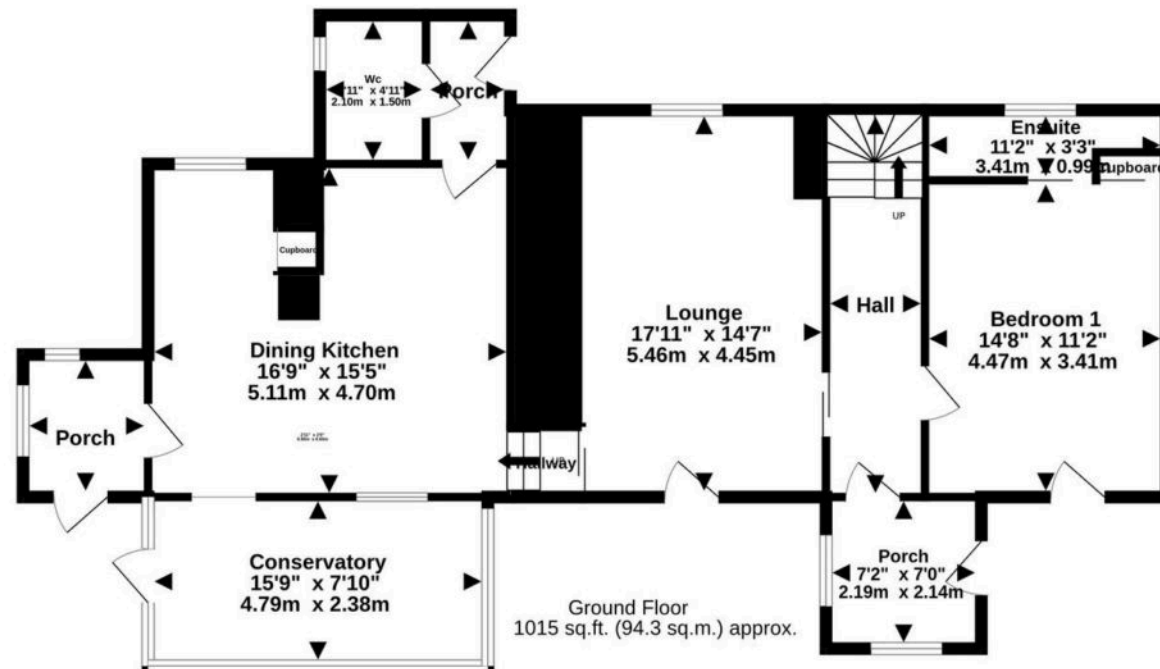 Wc
x 4'11"
2.10m x 1.50m
Porch
Ensuite
11'2" x 3'3"
3.41m x 0.99m
Cupboard
UP
Cupboard
Hall
Lounge
17'11" x 14'7"
5.46m x 4.45m
Bedroom 1
14'8" x 11'2"
4.47m x 3.41m
Dining Kitchen
16'9" x 15'5"
5.11m x 4.70m
Porch
UP
Hallway
Conservatory
15'9" x 7'10"
4.79m x 2.38m
Porch
7'2" x 7'0"
2.19m x 2.14m
Ground Floor
1015 sq.ft. (94.3 sq.m.) approx.